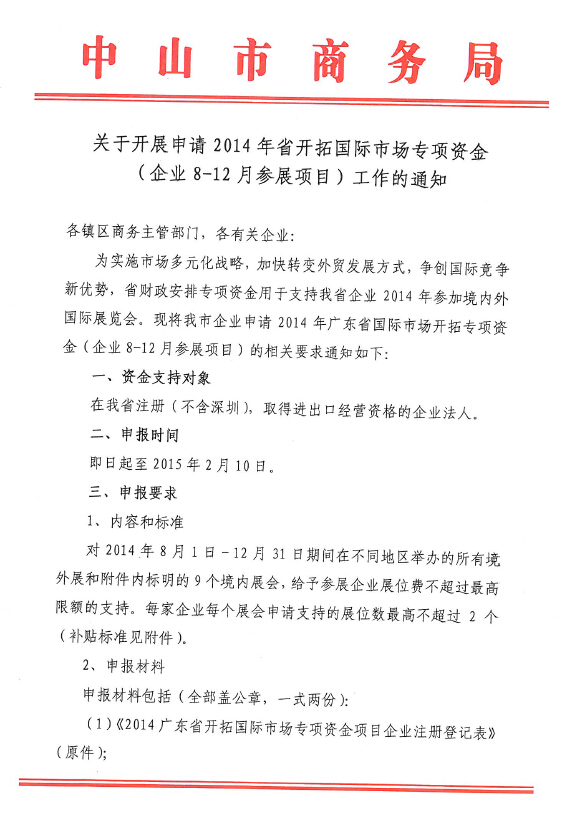 中山市商务局
关于开展申请 2014 年省开拓国际市场专项资金
（企业 8-12 月参展项目）工作的通知
各镇区商务主管部门，各有关企业：
为实施市场多元化战略，加快转变外贸发展方式，争创国际竞争
新优势，省财政安排专项资金用于支持我省企业 2014 年参加境内外
国际展览会。现将我市企业申请 2014 年广东省国际市场开拓专项资
金（企业 8-12 月参展项目）的相关要求通知如下：
一、资金支持对象
在我省注册（不含深圳），取得进出口经营资格的企业法人。
二、申报时间
即日起至 2015 年 2 月 10 日。
三、申报要求
1、内容和标准
对 2014 年 8 月 1 日－12 月 31 日期间在不同地区举办的所有境
外展和附件内标明的 9 个境内展会，给予参展企业展位费不超过最高
限额的支持。每家企业每个展会申请支持的展位数最高不超过 2 个
（补贴标准见附件）。
2、申报材料
申报材料包括（全部盖公章，一式两份）：
（1）《2014 广东省开拓国际市场专项资金项目企业注册登记表》
（原件）；